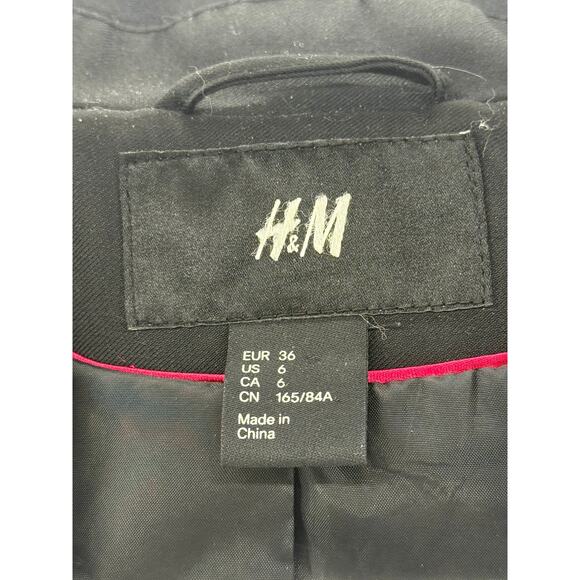 H&M
EUR 36
US 6
CA 6
CN 165/84A
Made in
China